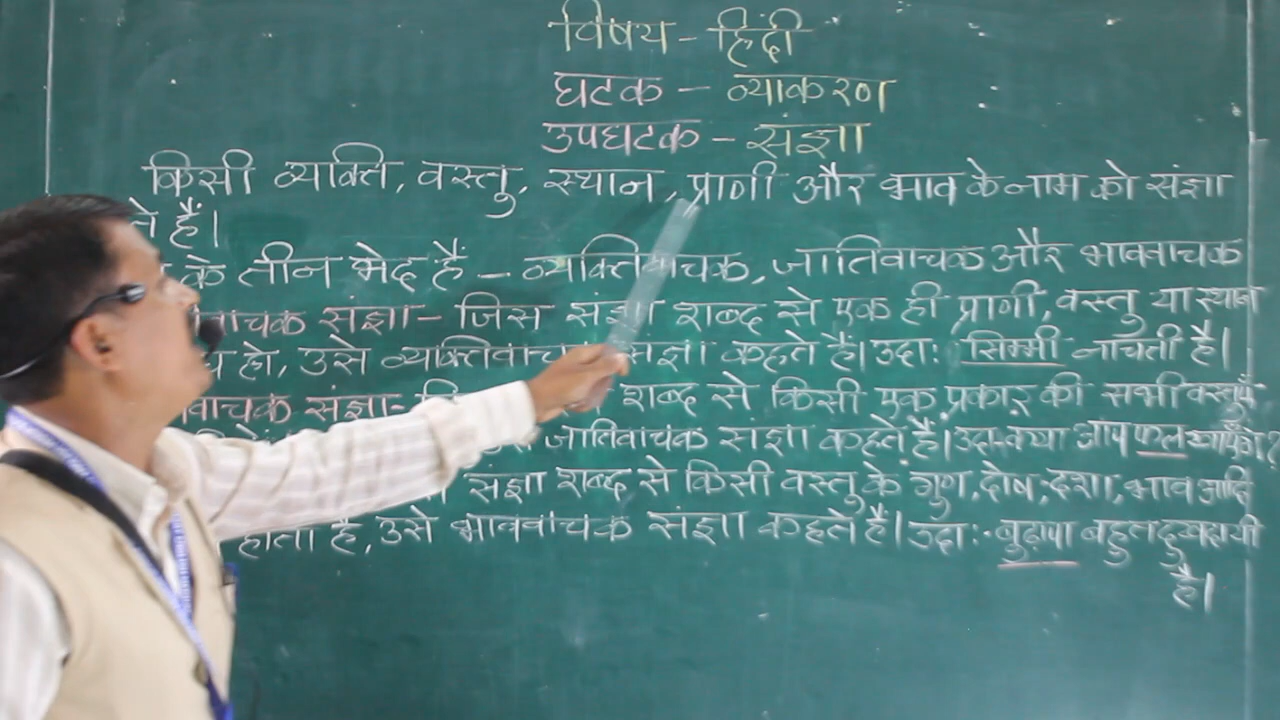 विषय - हिंदी
घटक - व्याकरण
उपघटक - संज्ञा
किसी व्यक्ति, वस्तु, स्थान, प्राणी और भाव के नाम को संज्ञा
ते हैं।
के तीन भेद हैं - व्यक्तिवाचक, जातिवाचक और भाववाचक
वाचक संज्ञा - जिस संज्ञा शब्द से एक ही प्राणी, वस्तु या स्थान
हो, उसे व्यक्तिवाचक संज्ञा कहते हैं। उदा: सिम्मी नाचती है।
वाचक संज्ञा- शब्द से किसी एक प्रकार की सभी वस्तुएँ
जातिवाचक संज्ञा कहते हैं। उदा- क्या आप फल
संज्ञा शब्द से किसी वस्तु के गुण, दोष, दशा, भाव आदि
होता है, उसे भाववाचक संज्ञा कहते हैं। उदा:- बुढ़ापा बहुत दुखदायी
है।